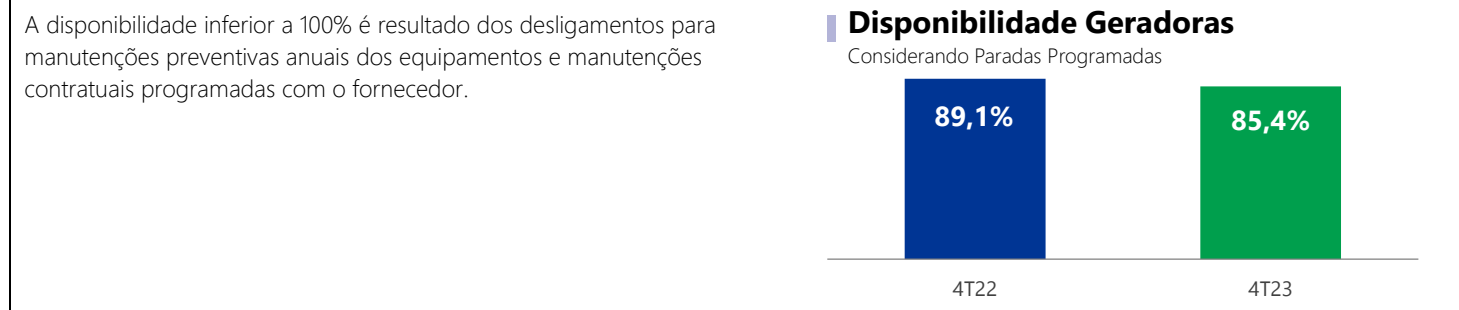 A disponibilidade inferior a 100% é resultado dos desligamentos para
manutenções preventivas anuais dos equipamentos e manutenções
contratuais programadas com o fornecedor.
Disponibilidade Geradoras
Considerando Paradas Programadas
89,1%
85,4%
4T22
4T23